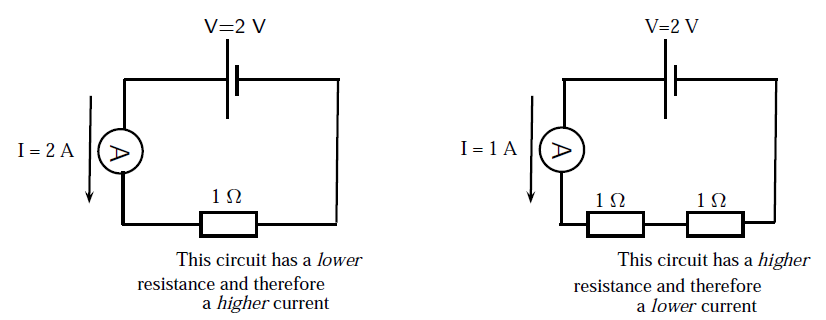 V=2 V
I = 2 A
A
1 Ω
This circuit has a lower
resistance and therefore
a higher current
V=2 V
I = 1 A
A
1 Ω
1 Ω
This circuit has a higher
resistance and therefore
a lower current